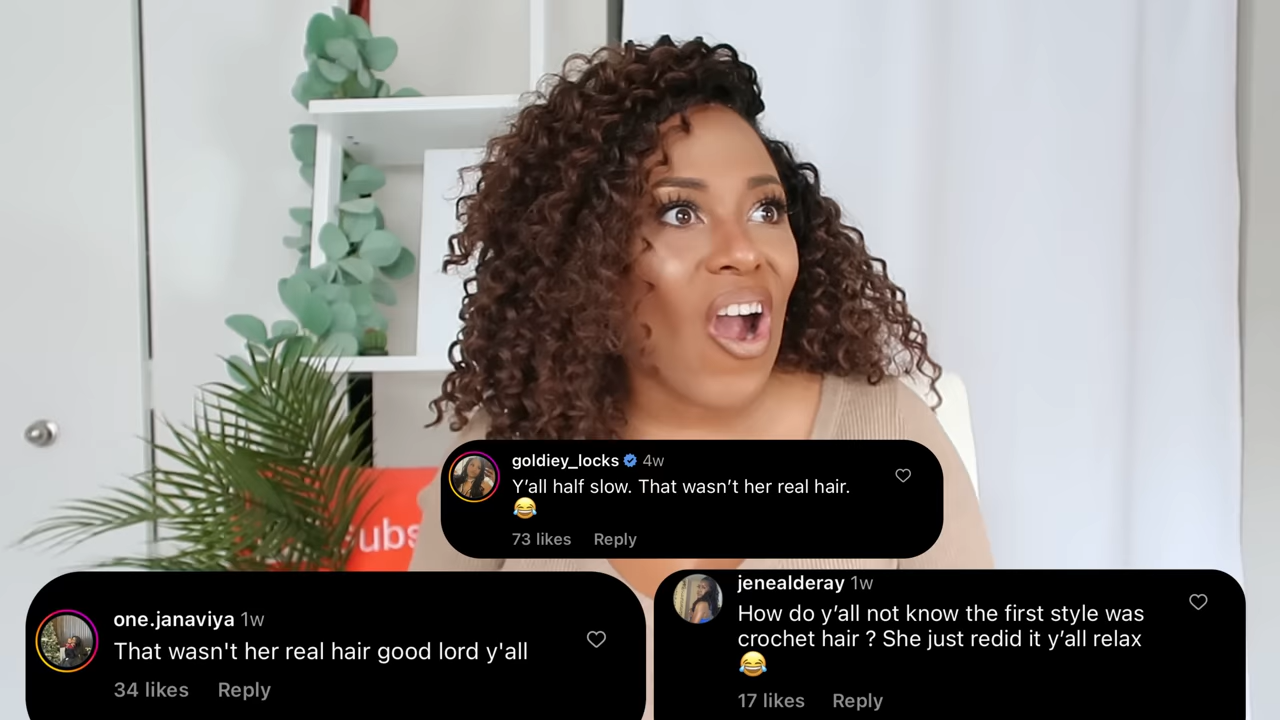 ubs
goldiey_locks 4w
Y'all half slow. That wasn't her real hair.
😂
73 likes Reply
one.janaviya 1w
That wasn't her real hair good lord y'all
34 likes Reply
jenealderay 1w
How do y'all not know the first style was
crochet hair ? She just redid it y'all relax
😂
17 likes Reply